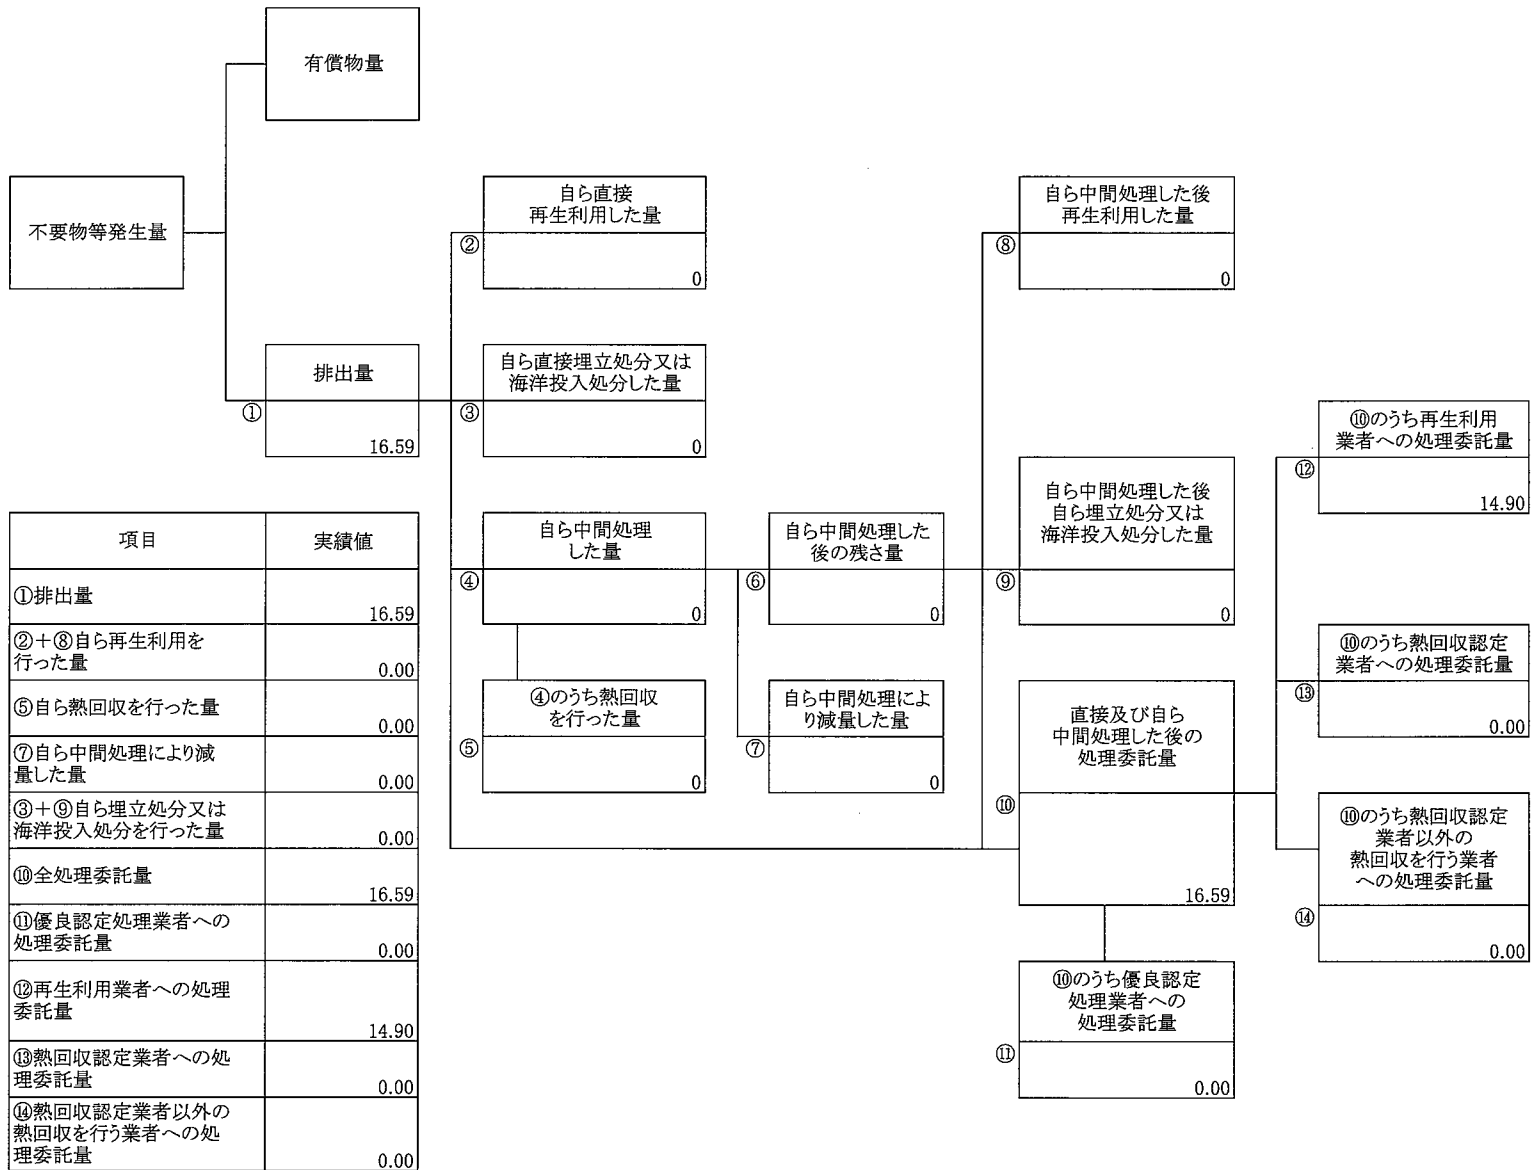 有償物量
不要物等発生量
自ら直接
再生利用した量
②
0
自ら中間処理した後
再生利用した量
⑧
0
排出量
①
16.59
自ら直接埋立処分又は
海洋投入処分した量
③
0
⑩のうち再生利用
業者への処理委託量
⑫
14.90
自ら中間処理
した量
④
0
自ら中間処理した
後の残さ量
⑥
0
自ら中間処理した後
自ら埋立処分又は
海洋投入処分した量
⑨
0
⑩のうち熱回収認定
業者への処理委託量
⑬
0.00
④のうち熱回収
を行った量
⑤
0
自ら中間処理によ
り減量した量
⑦
0
直接及び自ら
中間処理した後の
処理委託量
⑩
16.59
⑩のうち熱回収認定
業者以外の
熱回収を行う業者
への処理委託量
⑭
0.00
⑩のうち優良認定
処理業者への
処理委託量
⑪
0.00
項目 実績値
①排出量
16.59
②+⑧自ら再生利用を
行った量
0.00
⑤自ら熱回収を行った量
0.00
⑦自ら中間処理により減
量した量
0.00
③+⑨自ら埋立処分又は
海洋投入処分を行った量
0.00
⑩全処理委託量
16.59
⑪優良認定処理業者への
処理委託量
0.00
⑫再生利用業者への処理
委託量
14.90
⑬熱回収認定業者への処
理委託量
0.00
⑭熱回収認定業者以外の
熱回収を行う業者への処
理委託量
0.00